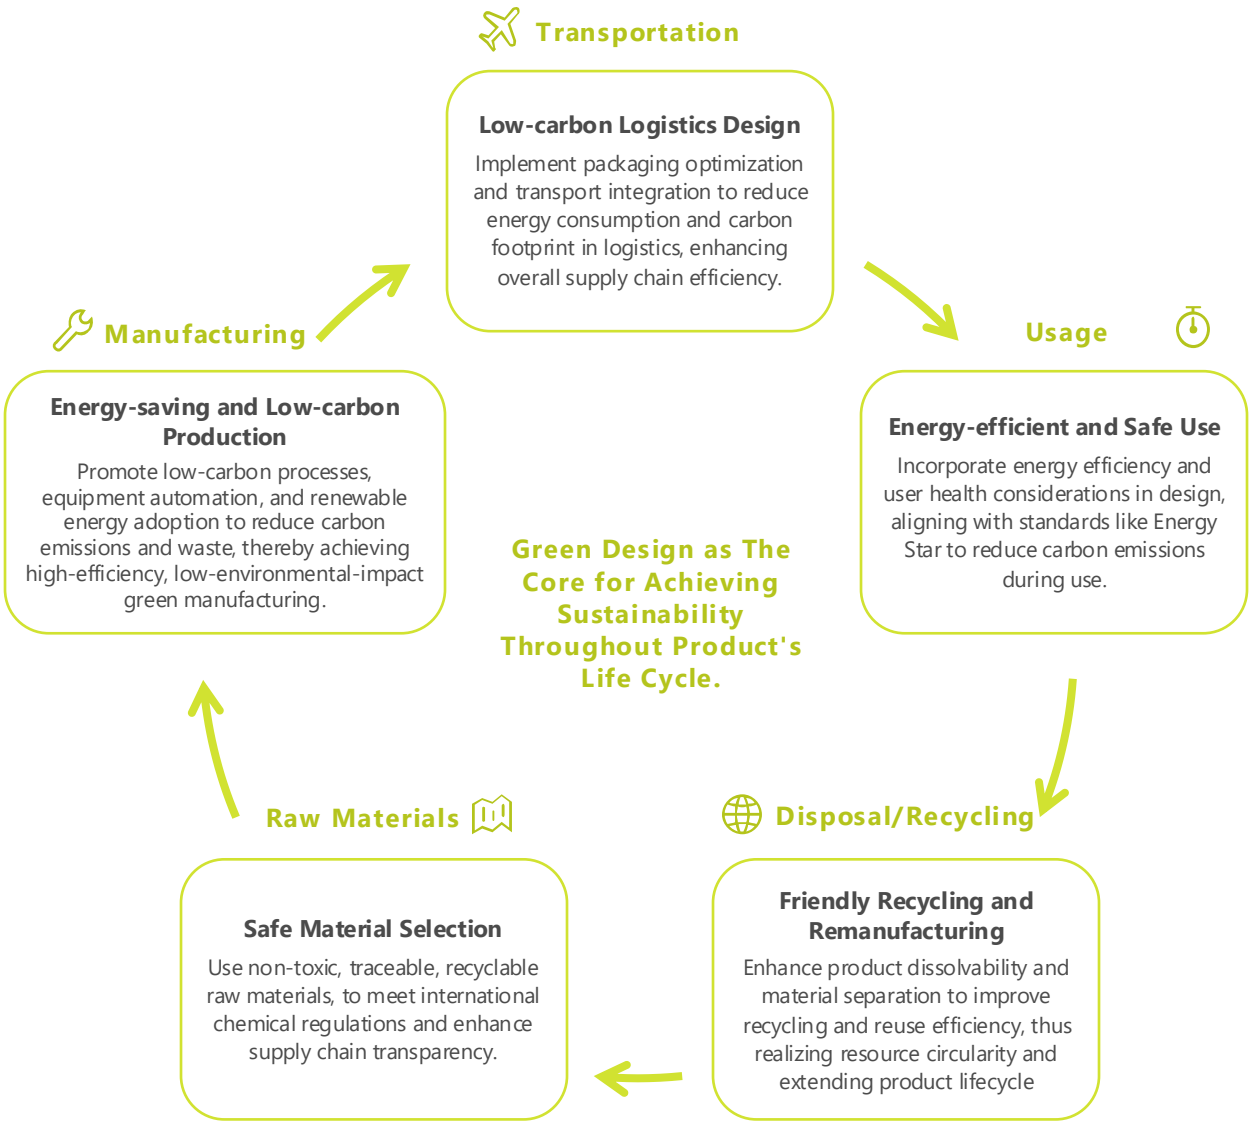 Transportation
Low-carbon Logistics Design
Implement packaging optimization
and transport integration to reduce
energy consumption and carbon
footprint in logistics, enhancing
overall supply chain efficiency.
Manufacturing
Energy-saving and Low-carbon
Production
Promote low-carbon processes,
equipment automation, and renewable
energy adoption to reduce carbon
emissions and waste, thereby achieving
high-efficiency, low-environmental-impact
green manufacturing.
Usage
Energy-efficient and Safe Use
Incorporate energy efficiency and
user health considerations in design,
aligning with standards like Energy
Star to reduce carbon emissions
during use.
Green Design as The
Core for Achieving
Sustainability
Throughout Product's
Life Cycle.
Raw Materials
Safe Material Selection
Use non-toxic, traceable, recyclable
raw materials, to meet international
chemical regulations and enhance
supply chain transparency.
Disposal/Recycling
Friendly Recycling and
Remanufacturing
Enhance product dissolvability and
material separation to improve
recycling and reuse efficiency, thus
realizing resource circularity and
extending product lifecycle